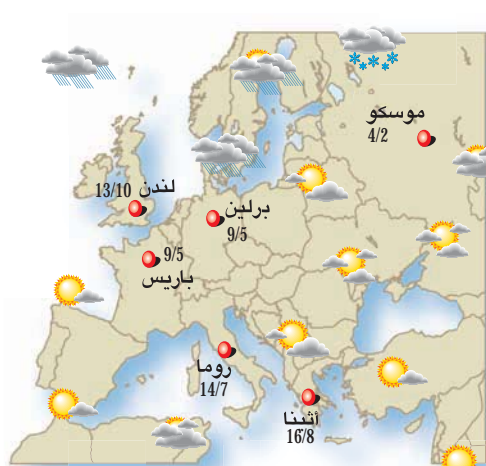 موسكو
4/2
لندن
13/10
برلين
9/5
9/5
باريس
روما
14/7
أثينا
16/8